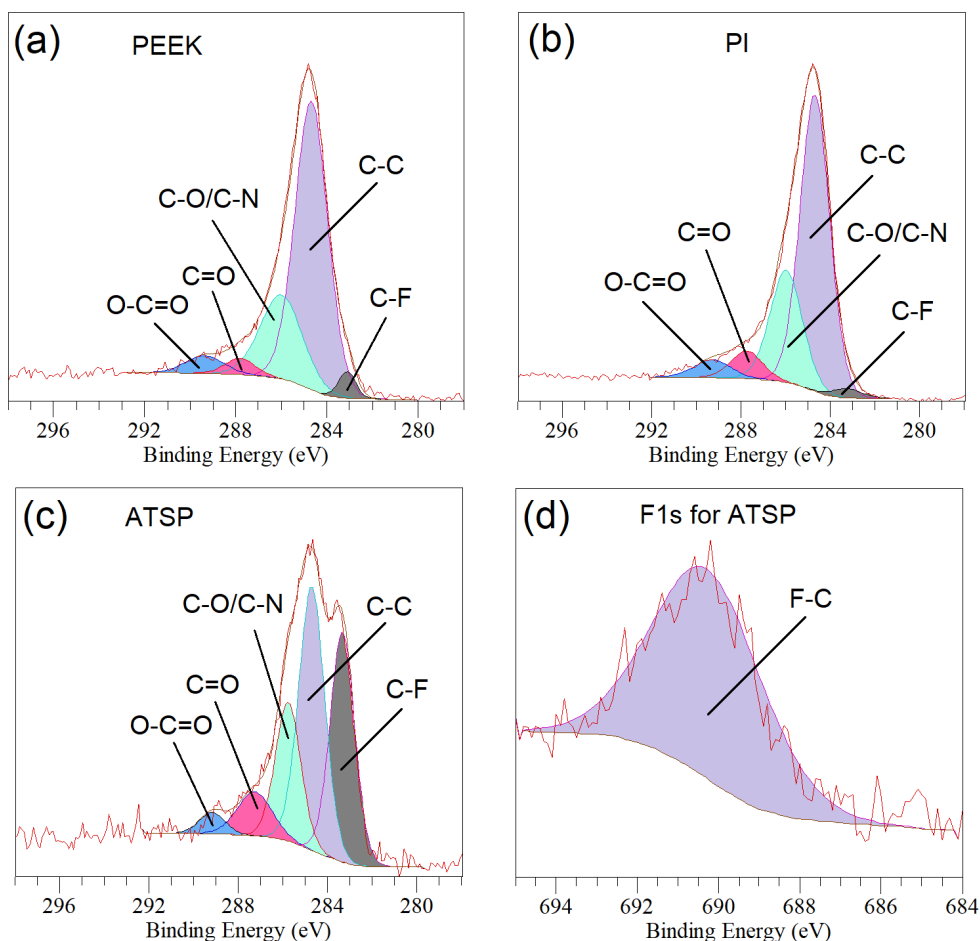 (a)
PEEK
C-C
C-O/C-N
C=O
C-F
O-C=O
296 292 288 284 280
Binding Energy (eV)
(b)
PI
C-C
C=O
C-O/C-N
O-C=O
C-F
296 292 288 284 280
Binding Energy (eV)
(c)
ATSP
C-O/C-N
C-C
C=O
C-F
O-C=O
296 292 288 284 280
Binding Energy (eV)
(d)
F1s for ATSP
F-C
694 692 690 688 686 684
Binding Energy (eV)